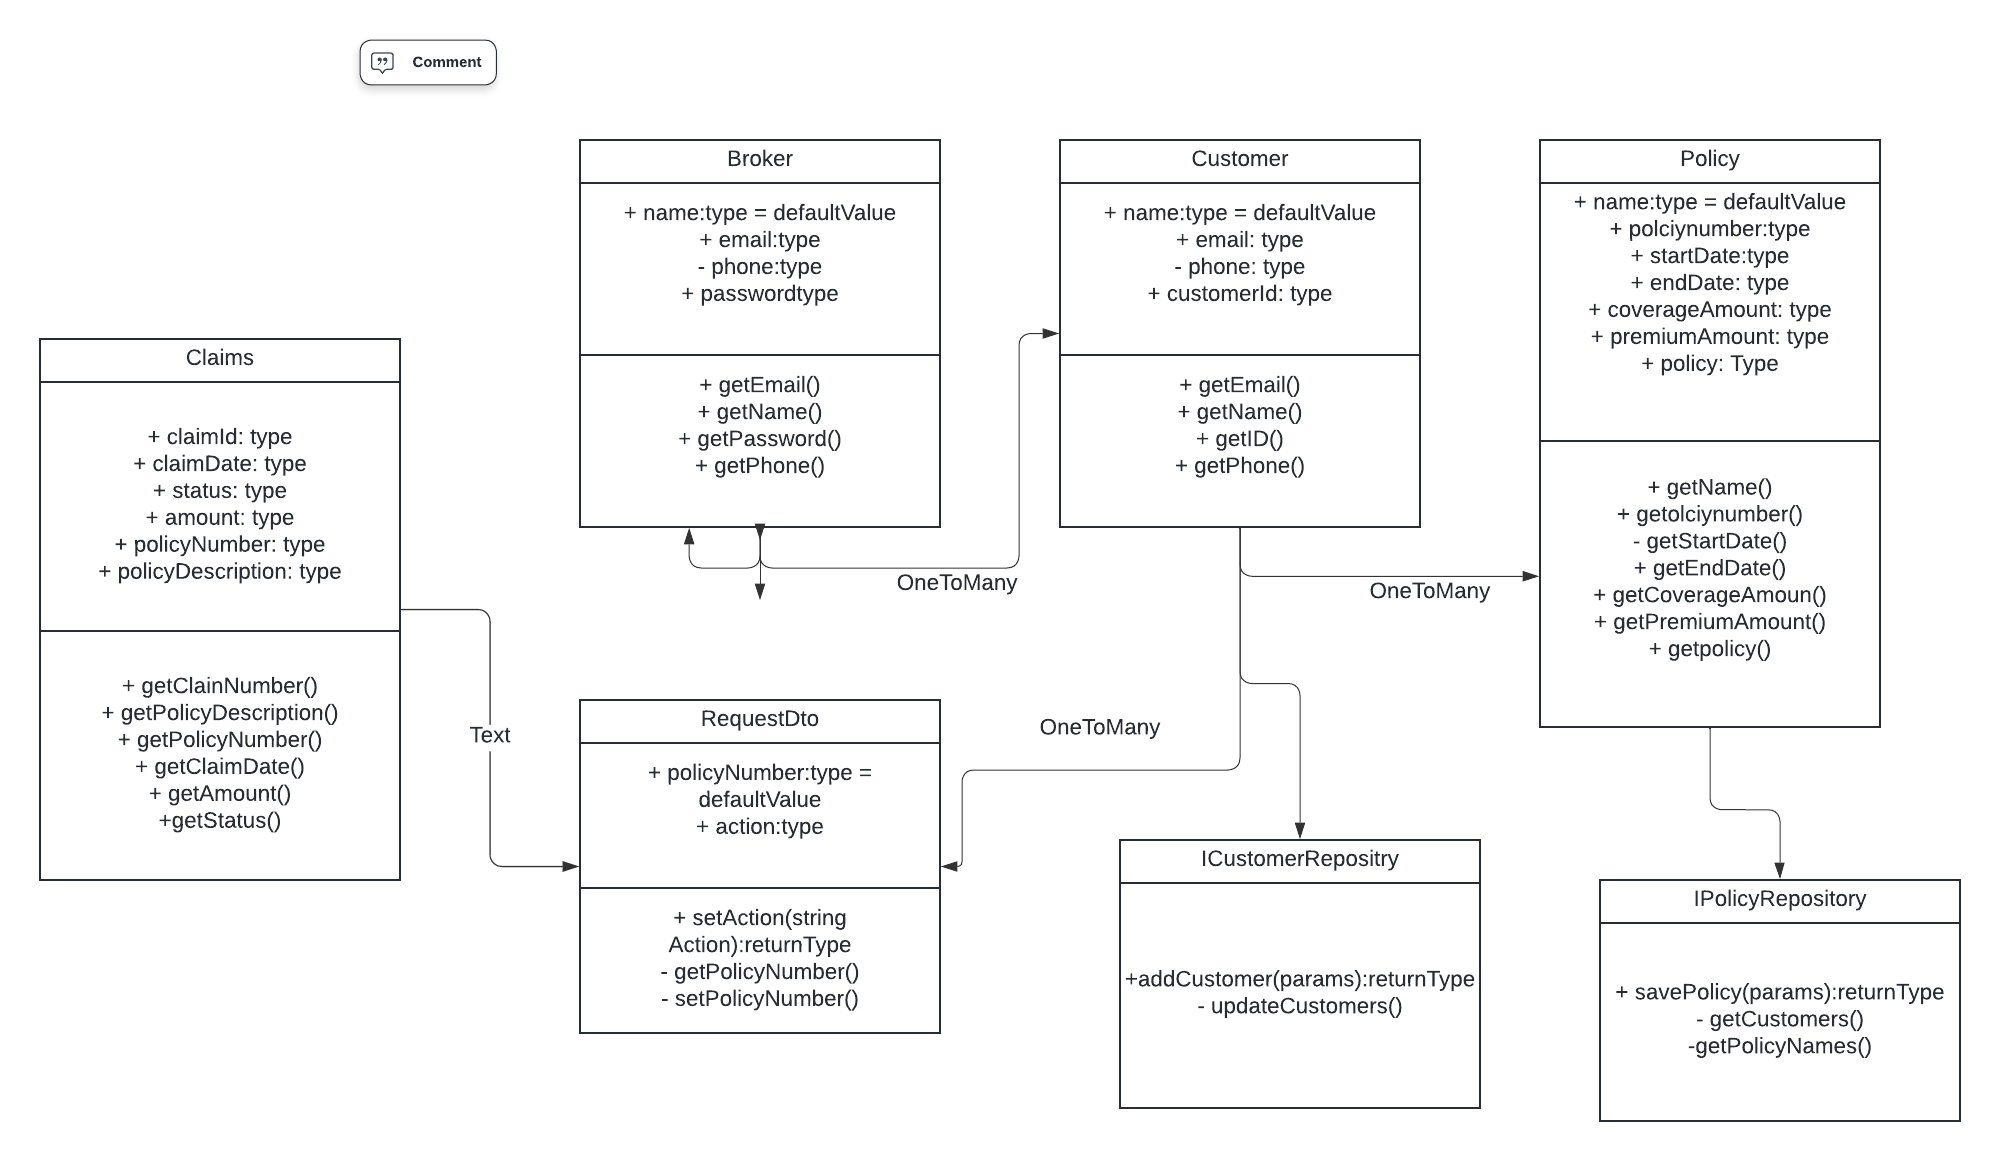 Comment
Broker
+ name:type = defaultValue
+ email:type
- phone:type
+ passwordtype
+ getEmail()
+ getName()
+ getPassword()
+ getPhone()
Customer
+ name:type = defaultValue
+ email: type
- phone: type
+ customerId: type
+ getEmail()
+ getName()
+ getID()
+ getPhone()
Policy
+ name:type = defaultValue
+ polciynumber:type
+ startDate:type
+ endDate: type
+ coverageAmount: type
+ premiumAmount: type
+ policy: Type
+ getName()
+ getolciynumber()
- getStartDate()
+ getEndDate()
+ getCoverageAmoun()
+ getPremiumAmount()
+ getpolicy()
Claims
+ claimId: type
+ claimDate: type
+ status: type
+ amount: type
+ policyNumber: type
+ policyDescription: type
+ getClainNumber()
+ getPolicyDescription()
+ getPolicyNumber()
+ getClaimDate()
+ getAmount()
+getStatus()
OneToMany
OneToMany
Text
OneToMany
RequestDto
+ policyNumber:type =
defaultValue
+ action:type
+ setAction(string
Action):returnType
- getPolicyNumber()
- setPolicyNumber()
ICustomerRepositry
+addCustomer(params):returnType
- updateCustomers()
IPolicyRepository
+ savePolicy(params):returnType
- getCustomers()
-getPolicyNames()